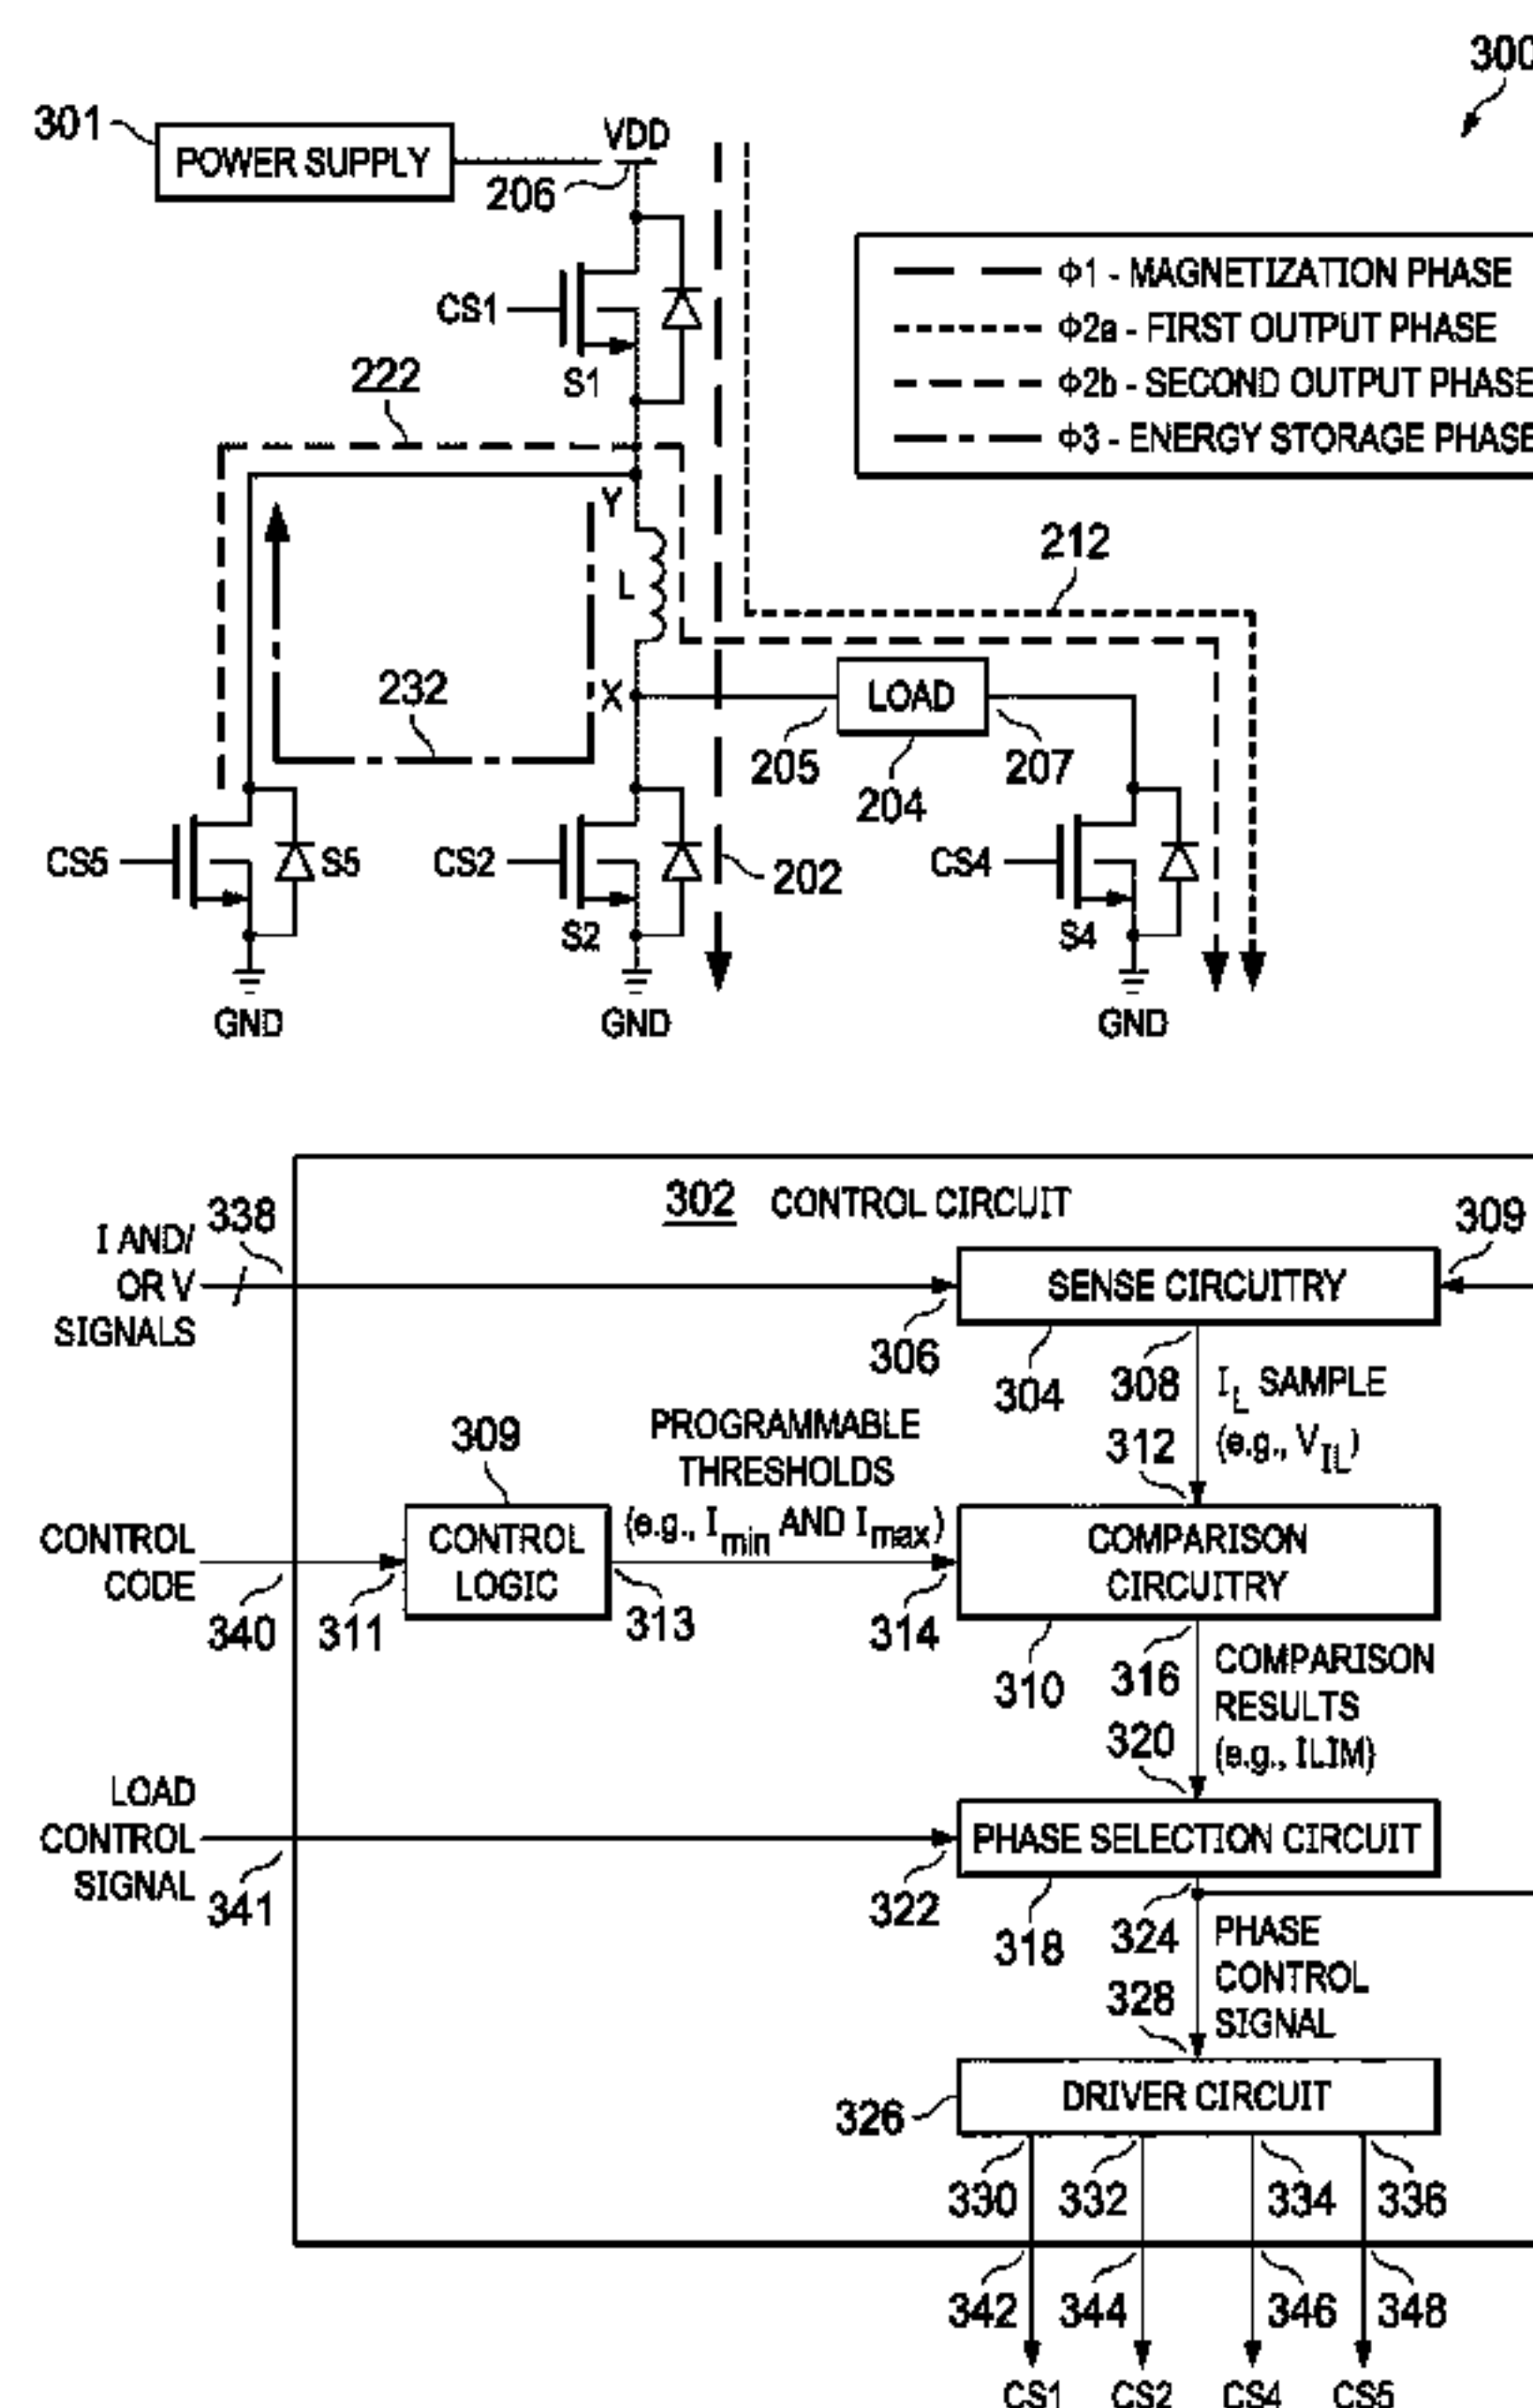 300
301
POWER SUPPLY
VDD
206
Φ1 - MAGNETIZATION PHASE
Φ2a - FIRST OUTPUT PHASE
Φ2b - SECOND OUTPUT PHASE
Φ3 - ENERGY STORAGE PHASE
CS1
S1
222
Y
L
212
232
X
LOAD
205
204
207
CS5
S5
CS2
S2
202
CS4
S4
GND
GND
GND
302 CONTROL CIRCUIT
338
I AND/
OR V
SIGNALS
309
SENSE CIRCUITRY
306
304
308
I_L SAMPLE
(e.g., V_IL)
312
309
PROGRAMMABLE
THRESHOLDS
(e.g., I_min AND I_max)
CONTROL
CODE
340
311
CONTROL
LOGIC
313
314
COMPARISON
CIRCUITRY
310
316
COMPARISON
RESULTS
(e.g., ILIM)
320
LOAD
CONTROL
SIGNAL
341
PHASE SELECTION CIRCUIT
322
318
324
PHASE
CONTROL
SIGNAL
328
DRIVER CIRCUIT
326
330
332
334
336
342
344
346
348
CS1
CS2
CS4
CS5